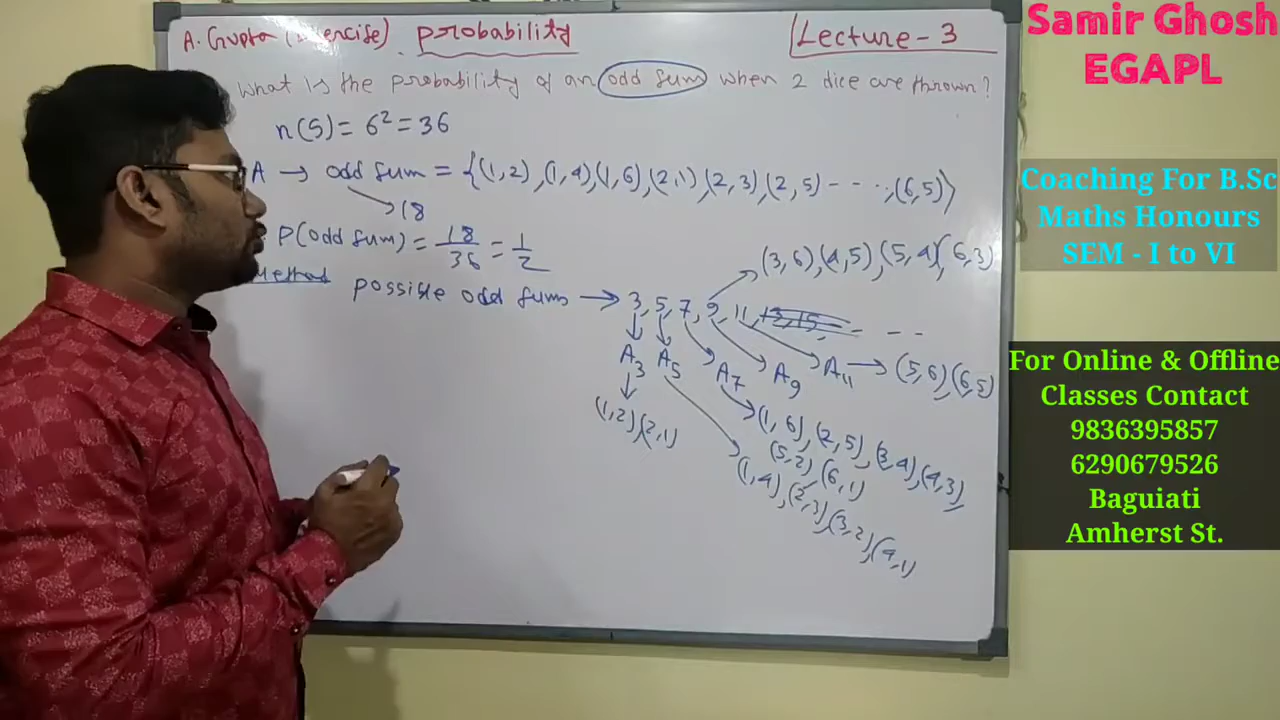 A. Gupta (Exercise) probability
Lecture-3
What is the probability of an odd sum when 2 dice are thrown?
n(S) = 6² = 36
A → odd sum = {(1,2),(1,4),(1,6),(2,1),(2,3),(2,5)-----,(6,5)}
→ 18
P(odd sum) = 18/36 = 1/2
Method possible odd sums → 3, 5, 7, 9, 11, 13, 15, - - -
(3,6),(4,5),(5,4)(6,3)
A₃ A₅ A₇ A₉ A₁₁ → (5,6)(6,5)
(1,2)(2,1)
(1,6),(2,5),(3,4),(4,3)
(5,2),(6,1)
(1,4),(2,3)(3,2),(4,1)
Samir Ghosh
EGAPL
Coaching For B.Sc
Maths Honours
SEM - I to VI
For Online & Offline
Classes Contact
9836395857
6290679526
Baguiati
Amherst St.